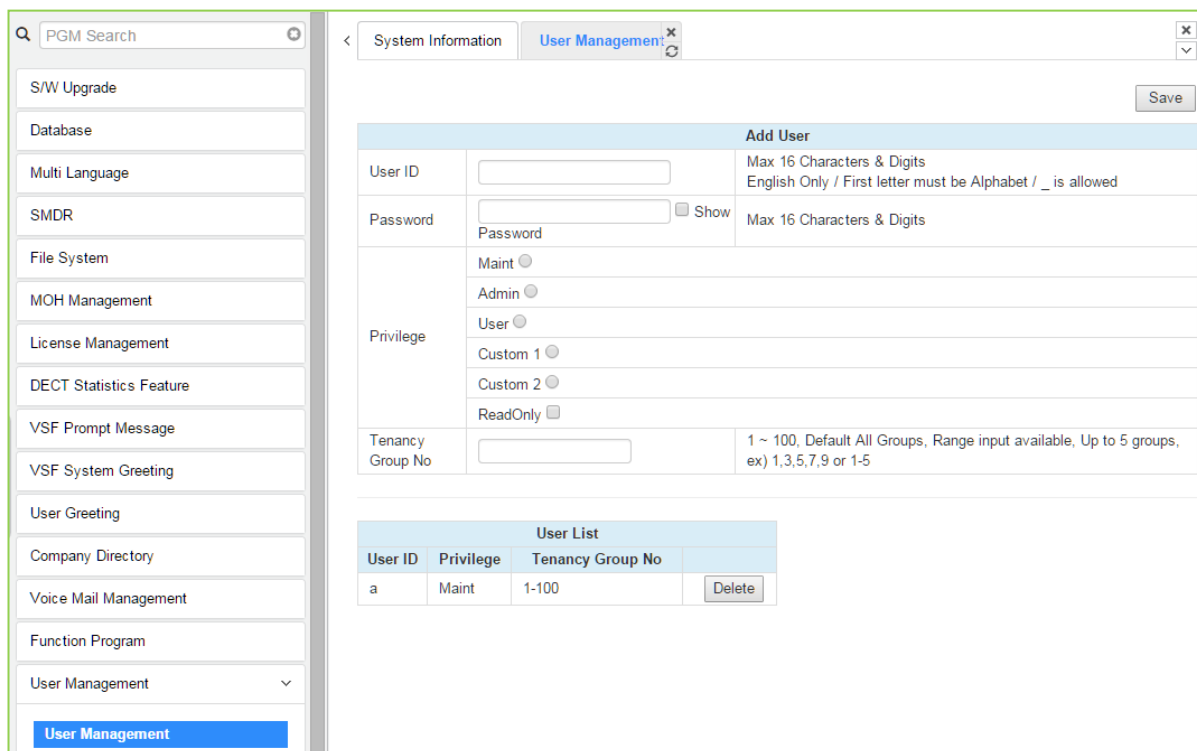 PGM Search
S/W Upgrade
Database
Multi Language
SMDR
File System
MOH Management
License Management
DECT Statistics Feature
VSF Prompt Message
VSF System Greeting
User Greeting
Company Directory
Voice Mail Management
Function Program
User Management
User Management
System Information
User Management
Save
Add User
User ID
Max 16 Characters & Digits
English Only / First letter must be Alphabet / _ is allowed
Password
Show
Password
Max 16 Characters & Digits
Privilege
Maint
Admin
User
Custom 1
Custom 2
ReadOnly
Tenancy
Group No
1 ~ 100, Default All Groups, Range input available, Up to 5 groups,
ex) 1,3,5,7,9 or 1-5
User List
User ID Privilege Tenancy Group No
a Maint 1-100 Delete